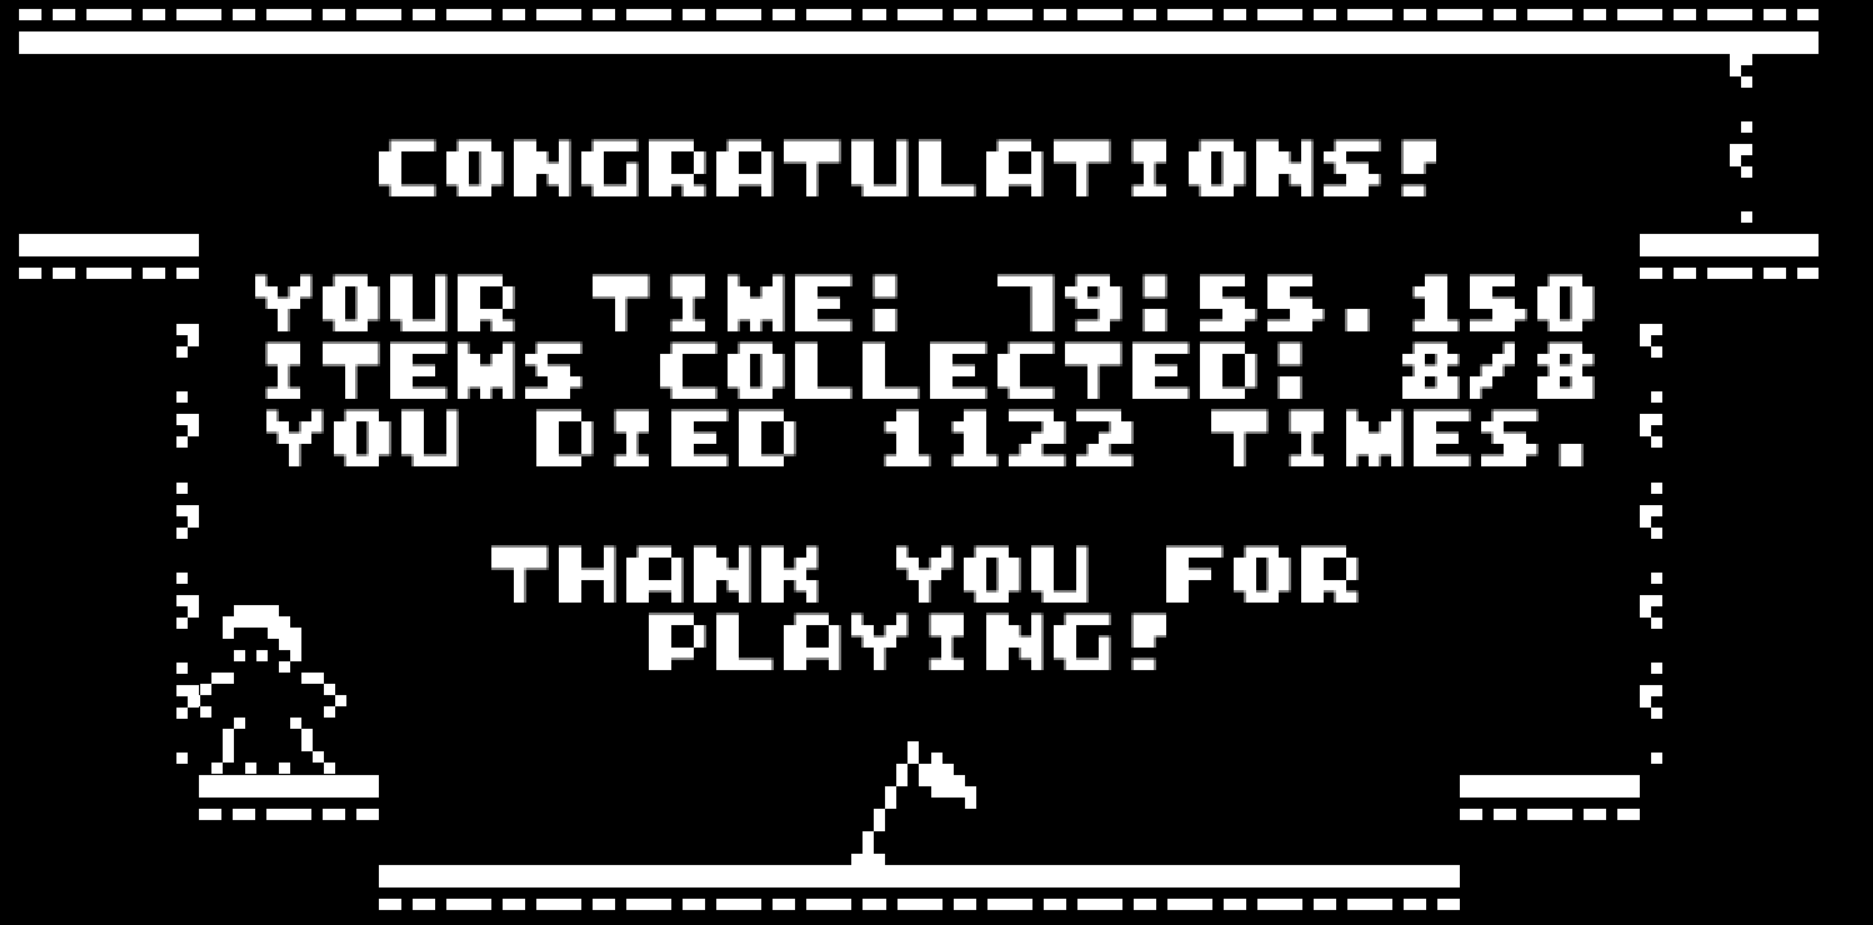 CONGRATULATIONS!
YOUR TIME: 79:55.150
ITEMS COLLECTED: 8/8
YOU DIED 1122 TIMES.
THANK YOU FOR
PLAYING!